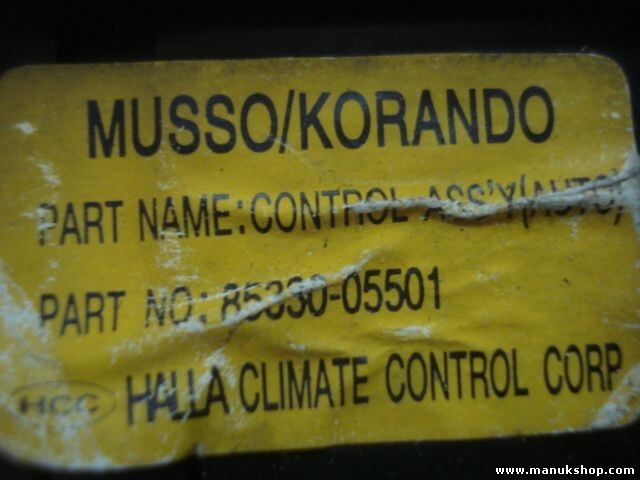 MUSSO/KORANDO
PART NAME: CONTROL ASS'Y(AUTO)
PART NO: 85330-05501
HCC HALLA CLIMATE CONTROL CORP
www.manukshop.com